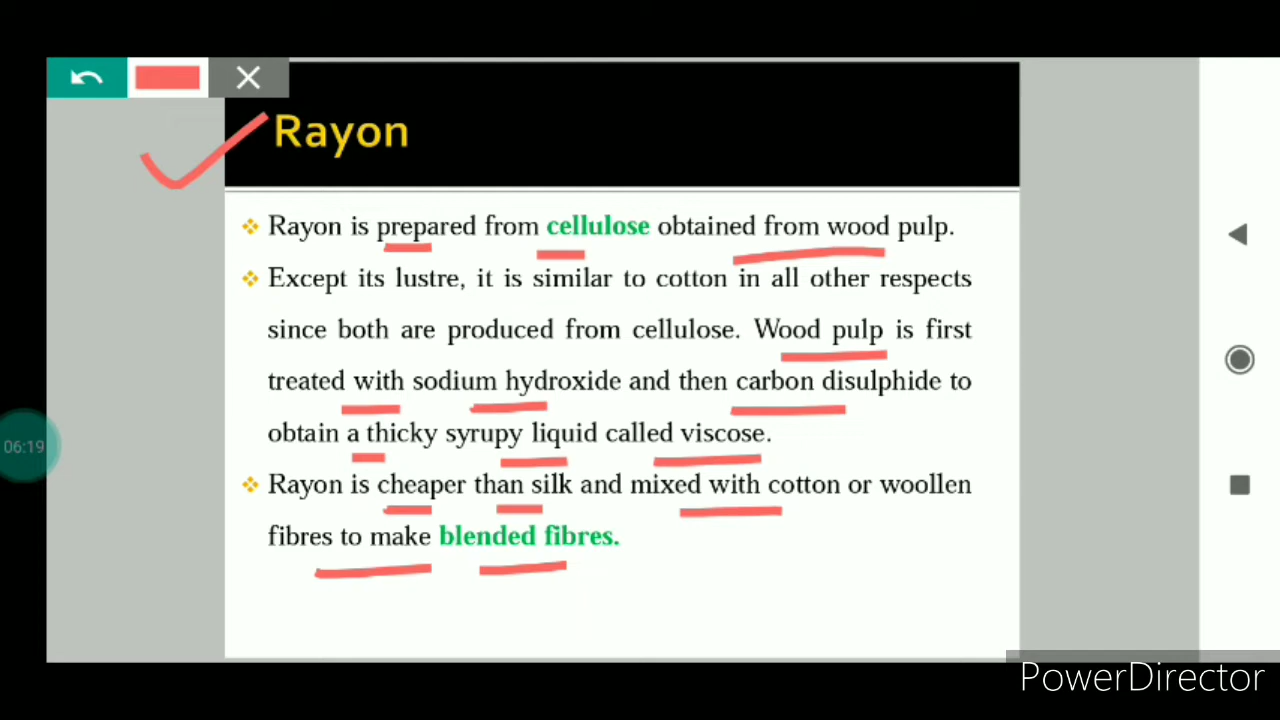 Rayon
Rayon is prepared from cellulose obtained from wood pulp.
Except its lustre, it is similar to cotton in all other respects
since both are produced from cellulose. Wood pulp is first
treated with sodium hydroxide and then carbon disulphide to
obtain a thicky syrupy liquid called viscose.
06:19
Rayon is cheaper than silk and mixed with cotton or woollen
fibres to make blended fibres.
PowerDirector